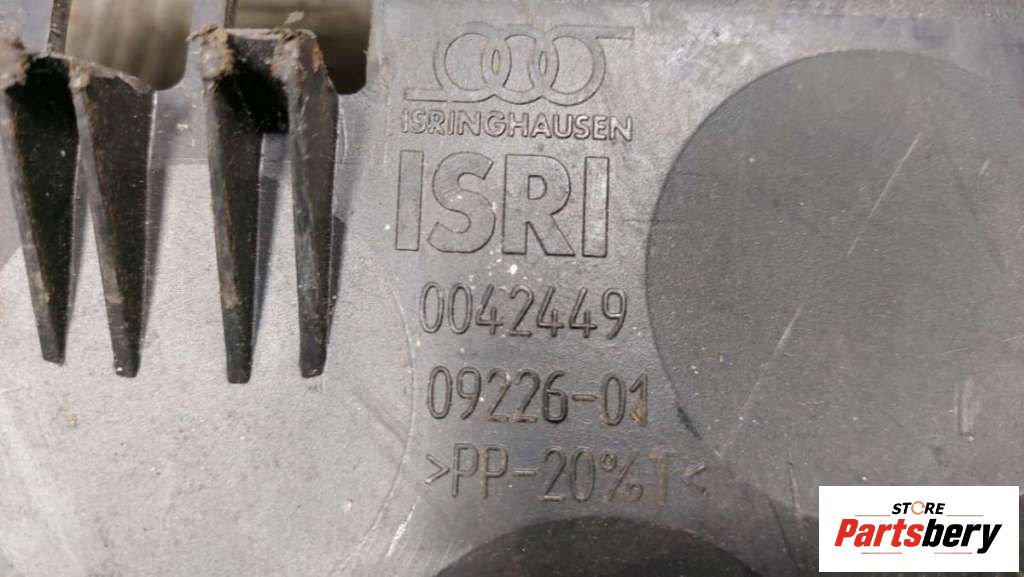 ISRINGHAUSEN
ISRI
0042449
09226-01
>PP-20%T<
STORE
Partsbery